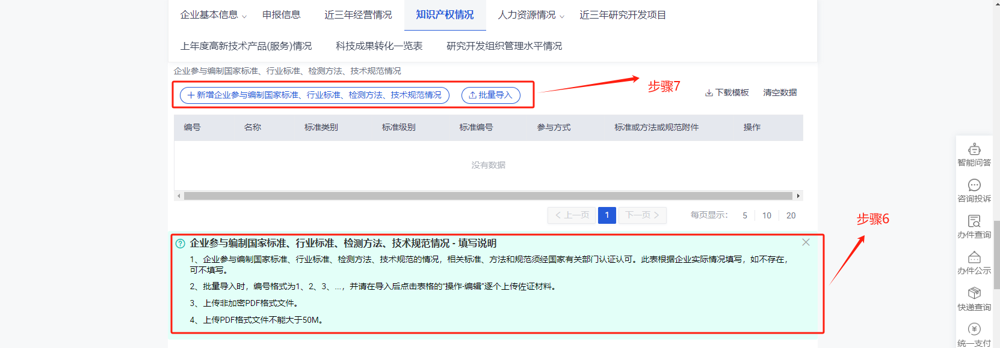 企业基本信息 申报信息 近三年经营情况 知识产权情况 人力资源情况 近三年研究开发项目
上年度高新技术产品(服务)情况 科技成果转化一览表 研究开发组织管理水平情况
企业参与编制国家标准、行业标准、检测方法、技术规范情况
新增企业参与编制国家标准、行业标准、检测方法、技术规范情况 批量导入 步骤7 下载模板 清空数据
编号 名称 标准类别 标准级别 标准编号 参与方式 标准或方法或规范附件 操作
没有数据
上一页 1 下一页 每页显示： 5 10 20
步骤6
企业参与编制国家标准、行业标准、检测方法、技术规范情况 - 填写说明
1、企业参与编制国家标准、行业标准、检测方法、技术规范的情况，相关标准、方法和规范须经国家有关部门认证认可。此表根据企业实际情况填写，如不存在，
可不填写。
2、批量导入时，编号格式为1、2、3、...，并请在导入后点击表格的“操作-编辑”逐个上传佐证材料。
3、上传非加密PDF格式文件。
4、上传PDF格式文件不能大于50M。
智能问答
咨询投诉
办件查询
办件公示
快递查询
统一支付